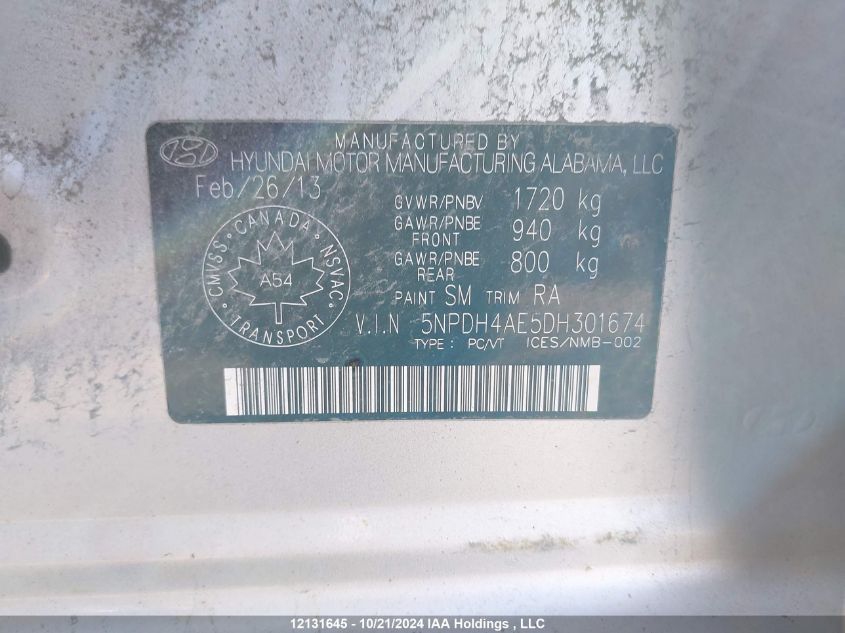 MANUFACTURED BY
HYUNDAI MOTOR MANUFACTURING ALABAMA, LLC
Feb/26/13
GVWR/PNBV 1720 kg
GAWR/PNBE FRONT 940 kg
GAWR/PNBE REAR 800 kg
PAINT SM TRIM RA
V.I.N 5NPDH4AE5DH301674
TYPE: PC/VT ICES/NMB-002
CMVSS CANADA NSVAC
A54
TRANSPORT
12131645 - 10/21/2024 IAA Holdings , LLC